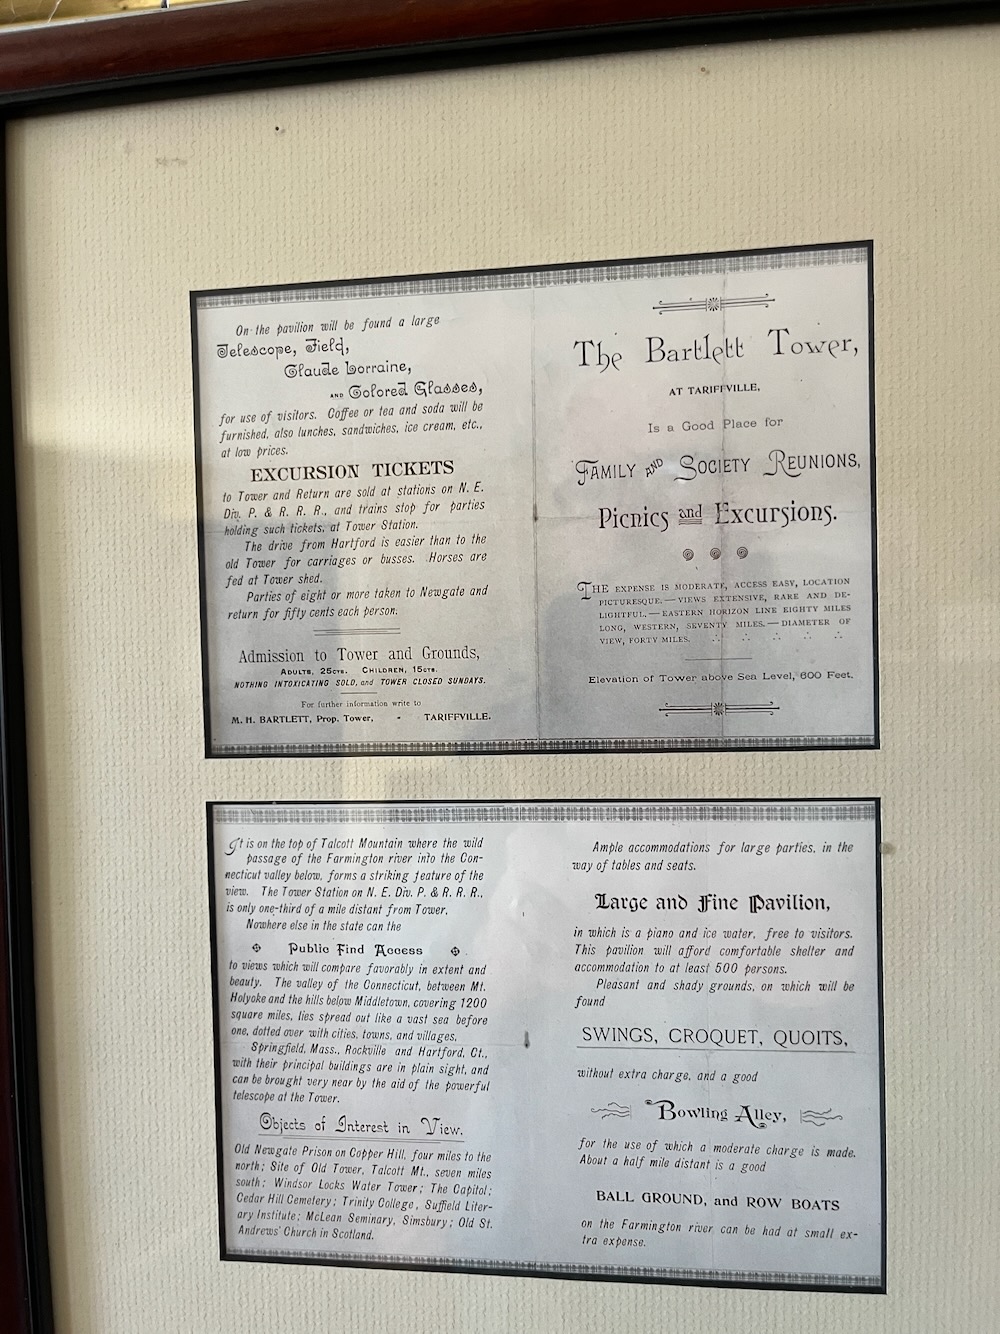 On the pavilion will be found a large
Telescope, Field,
Claude Lorraine,
AND Colored Glasses,
for use of visitors. Coffee or tea and soda will be
furnished, also lunches, sandwiches, ice cream, etc.,
at low prices.
EXCURSION TICKETS
to Tower and Return are sold at stations on N. E.
Div. P. & R. R. R., and trains stop for parties
holding such tickets, at Tower Station.
The drive from Hartford is easier than to the
old Tower for carriages or busses. Horses are
fed at Tower shed.
Parties of eight or more taken to Newgate and
return for fifty cents each person.
Admission to Tower and Grounds,
ADULTS, 25CTS. CHILDREN, 15CTS.
NOTHING INTOXICATING SOLD, and TOWER CLOSED SUNDAYS.
For further information write to
M. H. BARTLETT, Prop. Tower, - TARIFFVILLE.
The Bartlett Tower,
AT TARIFFVILLE,
Is a Good Place for
FAMILY AND SOCIETY REUNIONS,
Picnics and Excursions.
THE EXPENSE IS MODERATE, ACCESS EASY, LOCATION
PICTURESQUE.—VIEWS EXTENSIVE, RARE AND DE-
LIGHTFUL.—EASTERN HORIZON LINE EIGHTY MILES
LONG, WESTERN, SEVENTY MILES.—DIAMETER OF
VIEW, FORTY MILES.
Elevation of Tower above Sea Level, 600 Feet.
It is on the top of Talcott Mountain where the wild
passage of the Farmington river into the Con-
necticut valley below, forms a striking feature of the
view. The Tower Station on N. E. Div. P. & R. R. R.,
is only one-third of a mile distant from Tower.
Nowhere else in the state can the
Public Find Access
to views which will compare favorably in extent and
beauty. The valley of the Connecticut, between Mt.
Holyoke and the hills below Middletown, covering 1200
square miles, lies spread out like a vast sea before
one, dotted over with cities, towns, and villages.
Springfield, Mass., Rockville and Hartford, Ct.,
with their principal buildings are in plain sight, and
can be brought very near by the aid of the powerful
telescope at the Tower.
Objects of Interest in View.
Old Newgate Prison on Copper Hill, four miles to the
north; Site of Old Tower, Talcott Mt., seven miles
south; Windsor Locks Water Tower; The Capitol;
Cedar Hill Cemetery; Trinity College, Suffield Liter-
ary Institute; McLean Seminary, Simsbury; Old St.
Andrews' Church in Scotland.
Ample accommodations for large parties, in the
way of tables and seats.
Large and Fine Pavilion,
in which is a piano and ice water, free to visitors.
This pavilion will afford comfortable shelter and
accommodation to at least 500 persons.
Pleasant and shady grounds, on which will be
found
SWINGS, CROQUET, QUOITS,
without extra charge, and a good
Bowling Alley,
for the use of which a moderate charge is made.
About a half mile distant is a good
BALL GROUND, and ROW BOATS
on the Farmington river can be had at small ex-
tra expense.